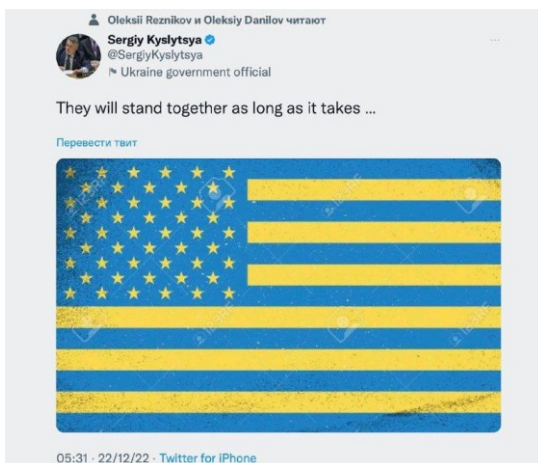 Oleksii Reznikov и Oleksiy Danilov читают
Sergiy Kyslytsya
@SergiyKyslytsya
Ukraine government official
They will stand together as long as it takes ...
Перевести твит
05:31 · 22/12/22 · Twitter for iPhone